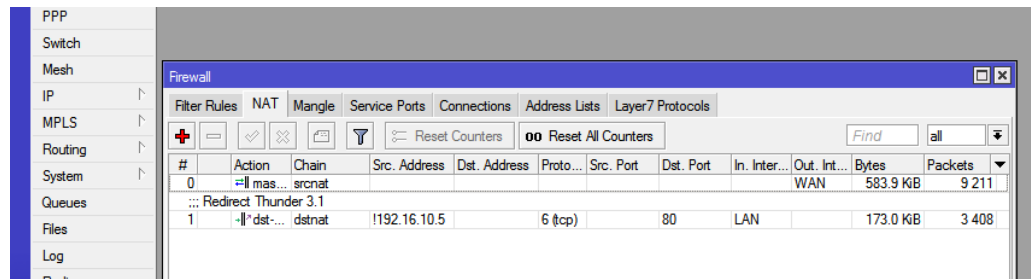 PPP
Switch
Mesh
IP
MPLS
Routing
System
Queues
Files
Log
Firewall
Filter Rules NAT Mangle Service Ports Connections Address Lists Layer7 Protocols
Reset Counters 00 Reset All Counters Find all
# Action Chain Src. Address Dst. Address Proto... Src. Port Dst. Port In. Inter... Out. Int... Bytes Packets
0 mas... srcnat WAN 583.9 KiB 9 211
;;; Redirect Thunder 3.1
1 dst-... dstnat !192.16.10.5 6 (tcp) 80 LAN 173.0 KiB 3 408